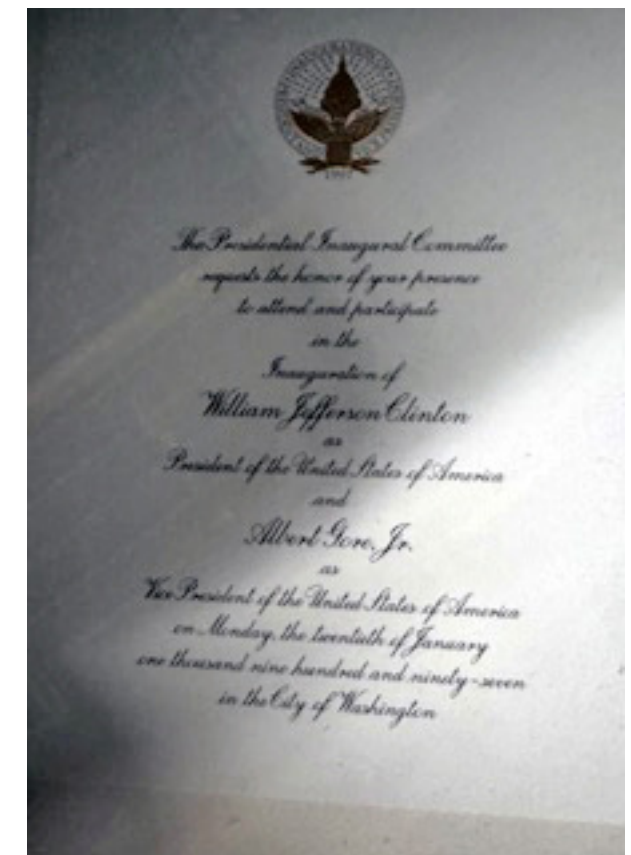 1997
The Presidential Inaugural Committee
requests the honor of your presence
to attend and participate
in the
Inauguration of
William Jefferson Clinton
as
President of the United States of America
and
Albert Gore, Jr.
as
Vice President of the United States of America
on Monday, the twentieth of January
one thousand nine hundred and ninety-seven
in the City of Washington